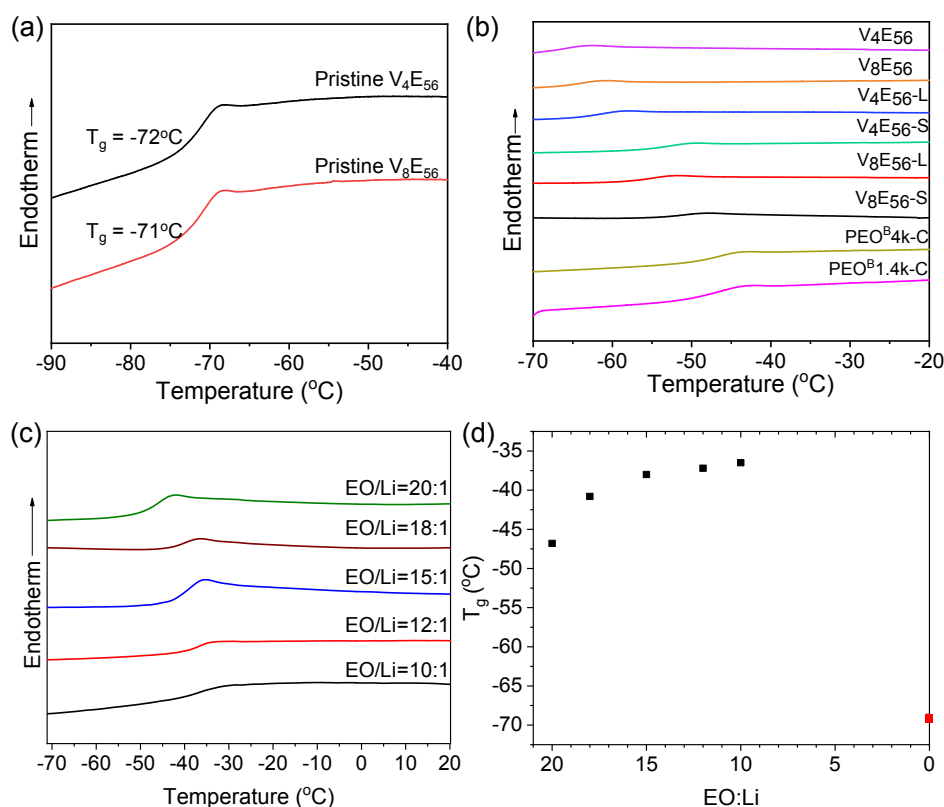 (a)
Pristine V4E56
Tg = -72°C
Pristine V8E56
Tg = -71°C
Endotherm
-90 -80 -70 -60 -50 -40
Temperature (°C)
(b)
V4E56
V8E56
V4E56-L
V4E56-S
V8E56-L
V8E56-S
PEOB4k-C
PEOB1.4k-C
Endotherm
-70 -60 -50 -40 -30 -20
Temperature (°C)
(c)
EO/Li=20:1
EO/Li=18:1
EO/Li=15:1
EO/Li=12:1
EO/Li=10:1
Endotherm
-70 -60 -50 -40 -30 -20 -10 0 10 20
Temperature (°C)
(d)
-35
-40
-45
-50
-55
-60
-65
-70
Tg (°C)
20 15 10 5 0
EO:Li